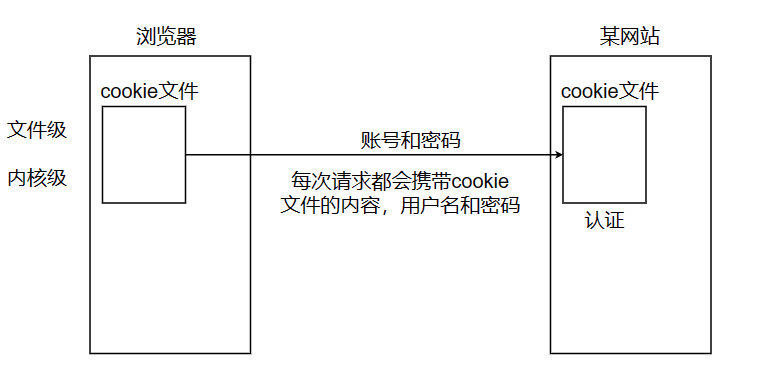 浏览器
某网站
cookie文件
cookie文件
文件级
账号和密码
内核级
每次请求都会携带cookie
文件的内容，用户名和密码
认证